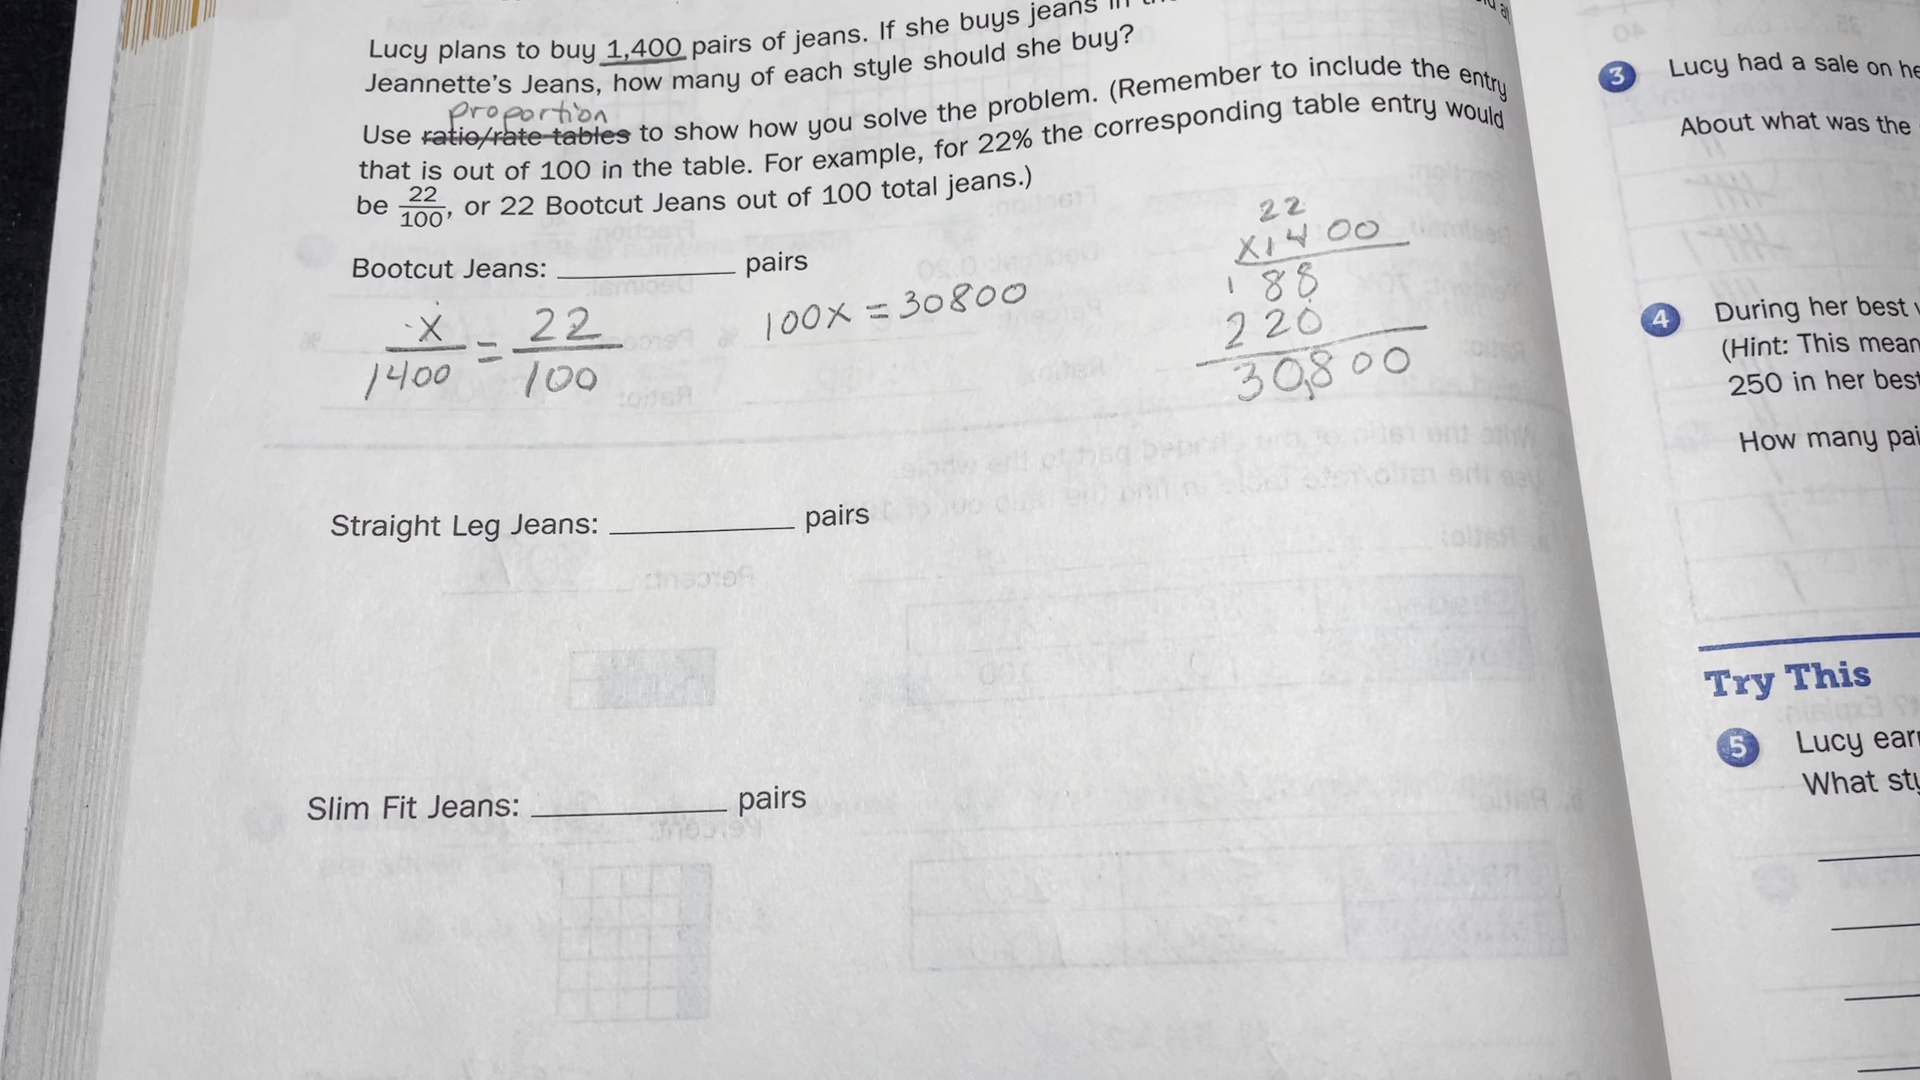 Lucy plans to buy 1,400 pairs of jeans. If she buys jeans in
Jeannette's Jeans, how many of each style should she buy?
proportion
Use ratio/rate tables to show how you solve the problem. (Remember to include the entry
that is out of 100 in the table. For example, for 22% the corresponding table entry would
be 22/100, or 22 Bootcut Jeans out of 100 total jeans.)
Bootcut Jeans: ____________ pairs
x/1400 = 22/100
100x = 30800
22
x1400
188
220
30,800
Straight Leg Jeans: ____________ pairs
Slim Fit Jeans: ____________ pairs
3 Lucy had a sale on
About what was the
4 During her best
(Hint: This mean
250 in her best
How many
Try This
5 Lucy
What